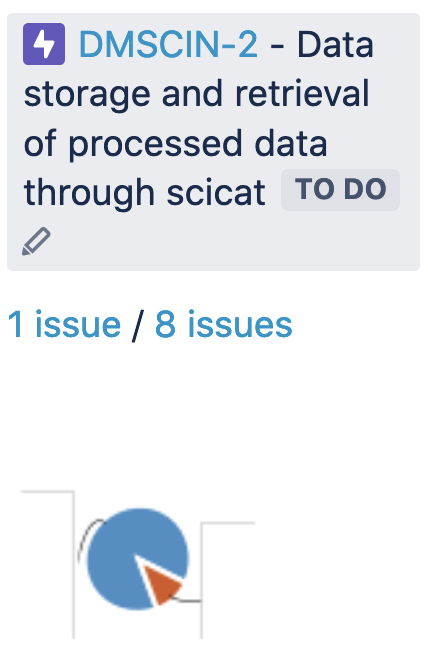 DMSCIN-2 - Data
storage and retrieval
of processed data
through scicat TO DO
1 issue / 8 issues